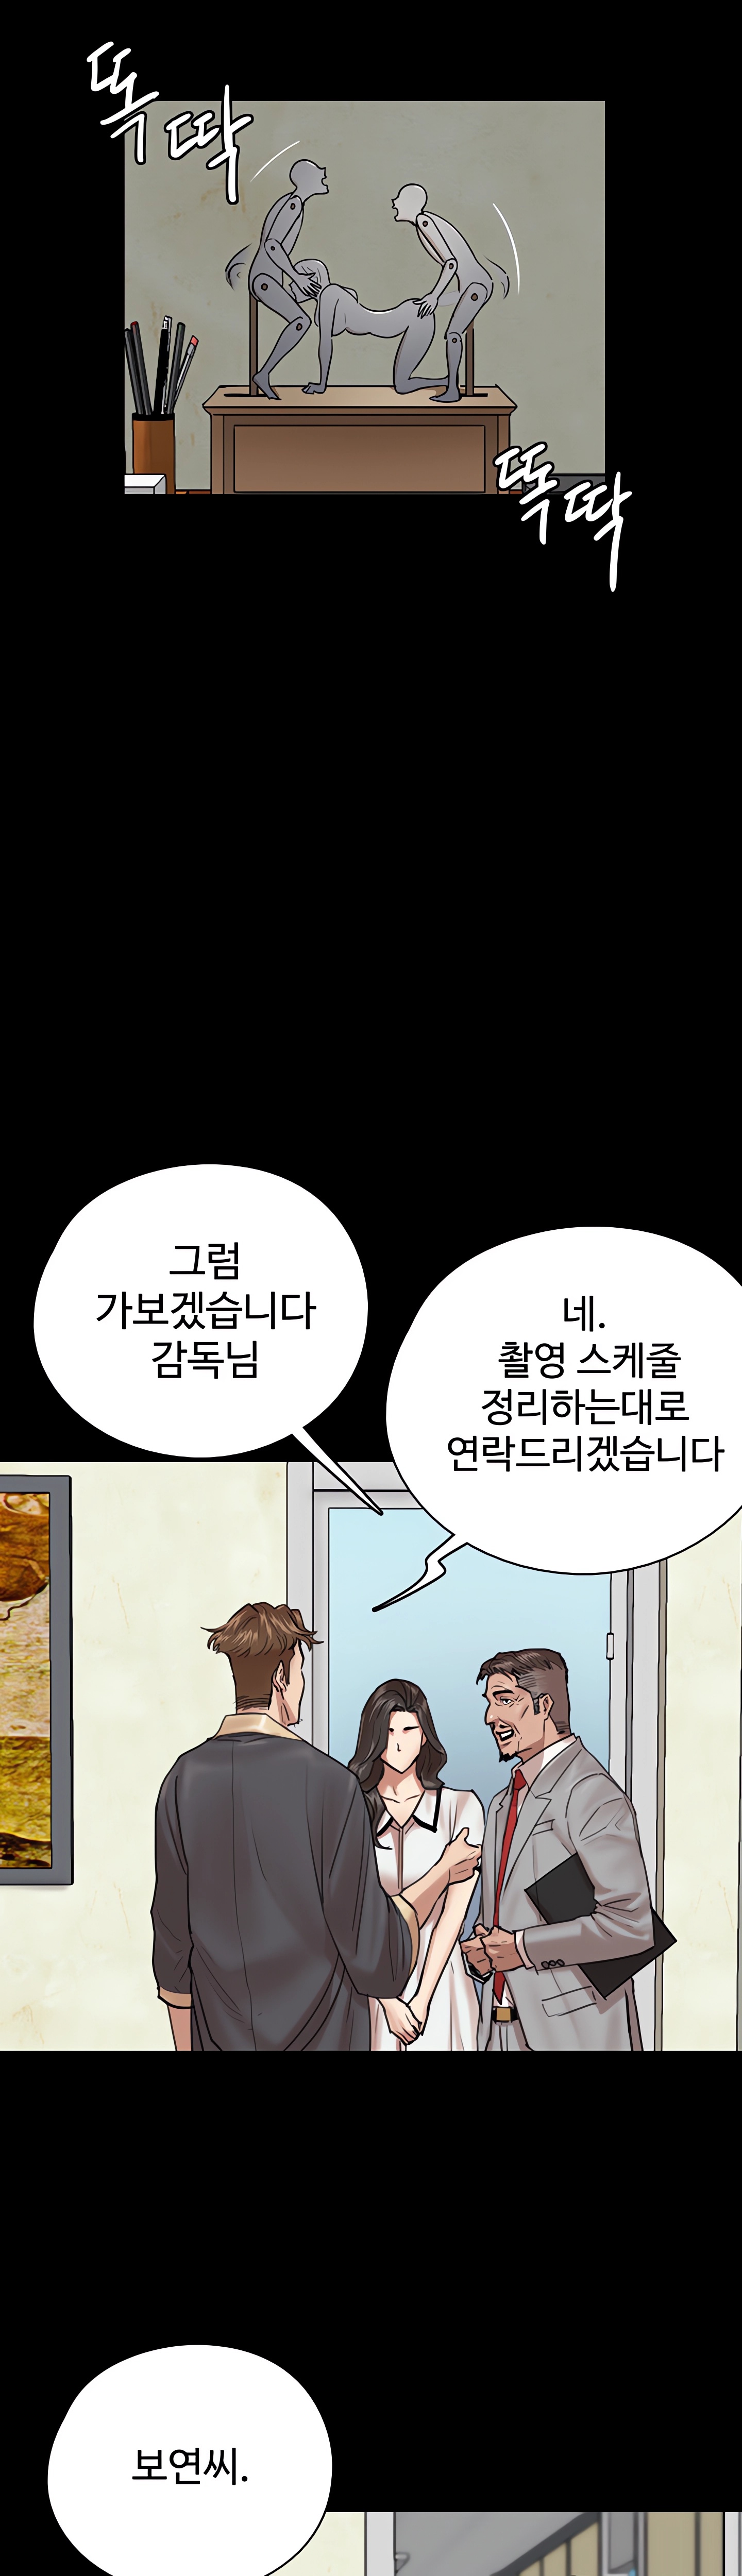 똑
딱
똑
딱
그럼
가보겠습니다
감독님
네.
촬영 스케줄
정리하는대로
연락드리겠습니다
보연씨.